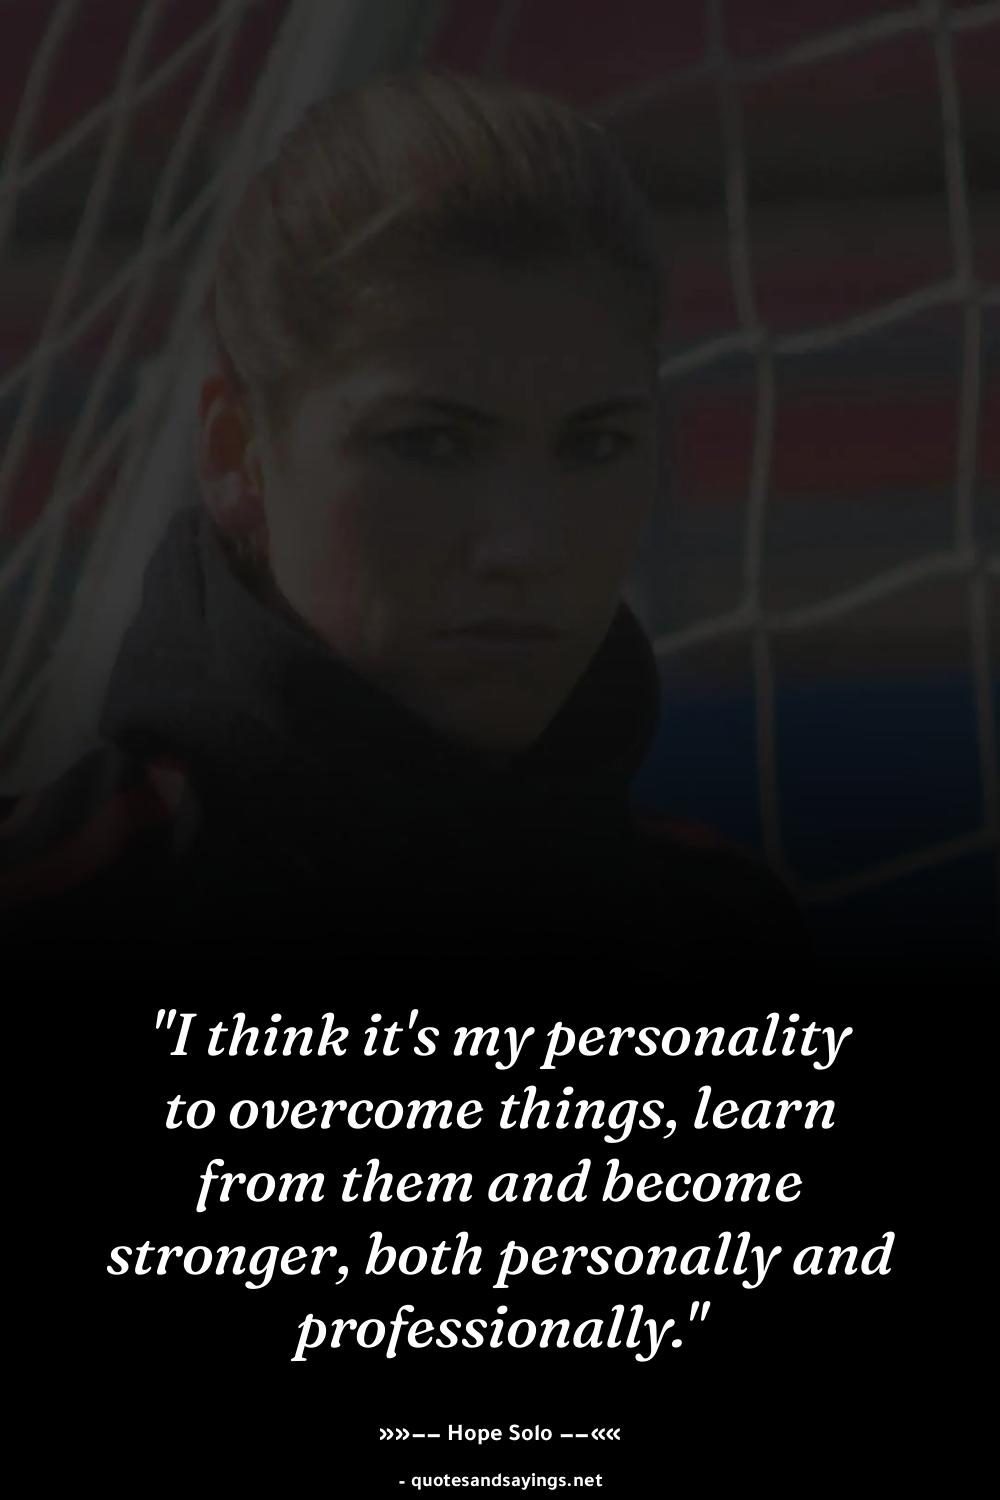 "I think it's my personality
to overcome things, learn
from them and become
stronger, both personally and
professionally."
»»−− Hope Solo −−««
- quotesandsayings.net